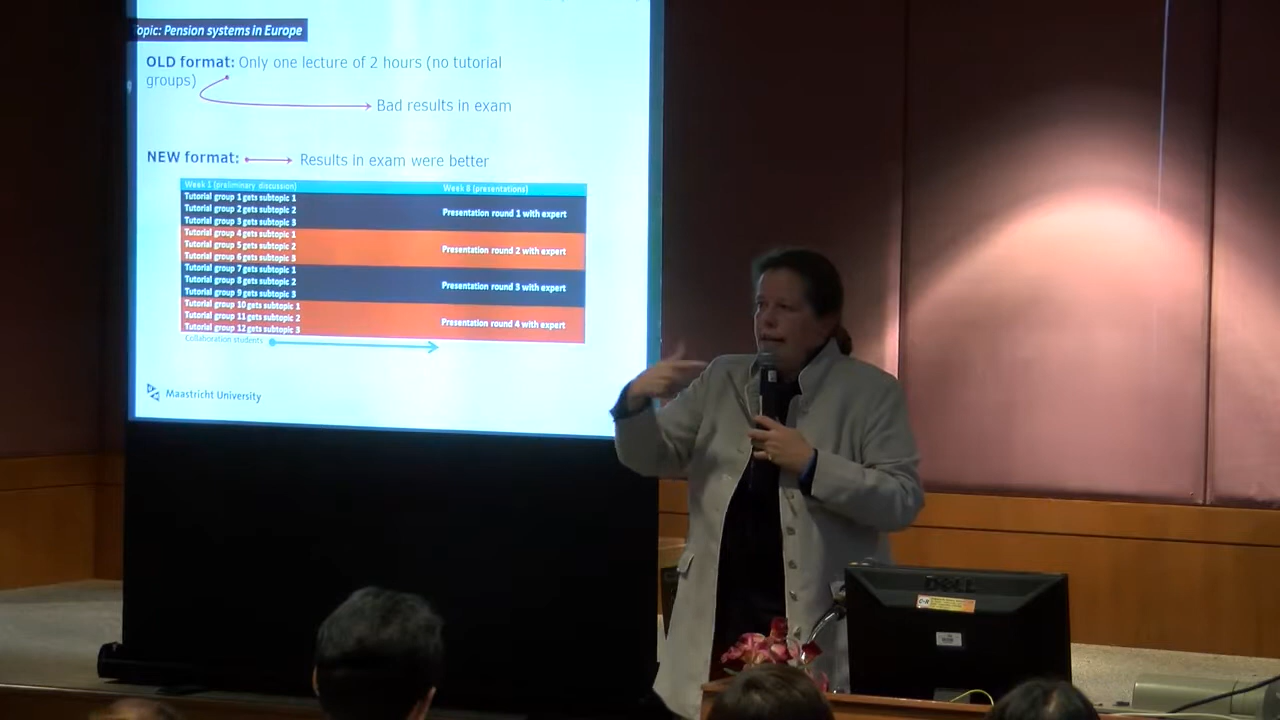 opic: Pension systems in Europe
OLD format: Only one lecture of 2 hours (no tutorial
groups)
Bad results in exam
NEW format: Results in exam were better
Week 1 (preliminary discussion) Week 8 (presentations)
Tutorial group 1 gets subtopic 1
Tutorial group 2 gets subtopic 2
Tutorial group 3 gets subtopic 3
Presentation round 1 with expert
Tutorial group 4 gets subtopic 1
Tutorial group 5 gets subtopic 2
Tutorial group 6 gets subtopic 3
Presentation round 2 with expert
Tutorial group 7 gets subtopic 1
Tutorial group 8 gets subtopic 2
Tutorial group 9 gets subtopic 3
Presentation round 3 with expert
Tutorial group 10 gets subtopic 1
Tutorial group 11 gets subtopic 2
Tutorial group 12 gets subtopic 3
Presentation round 4 with expert
Collaboration students
Maastricht University
DELL